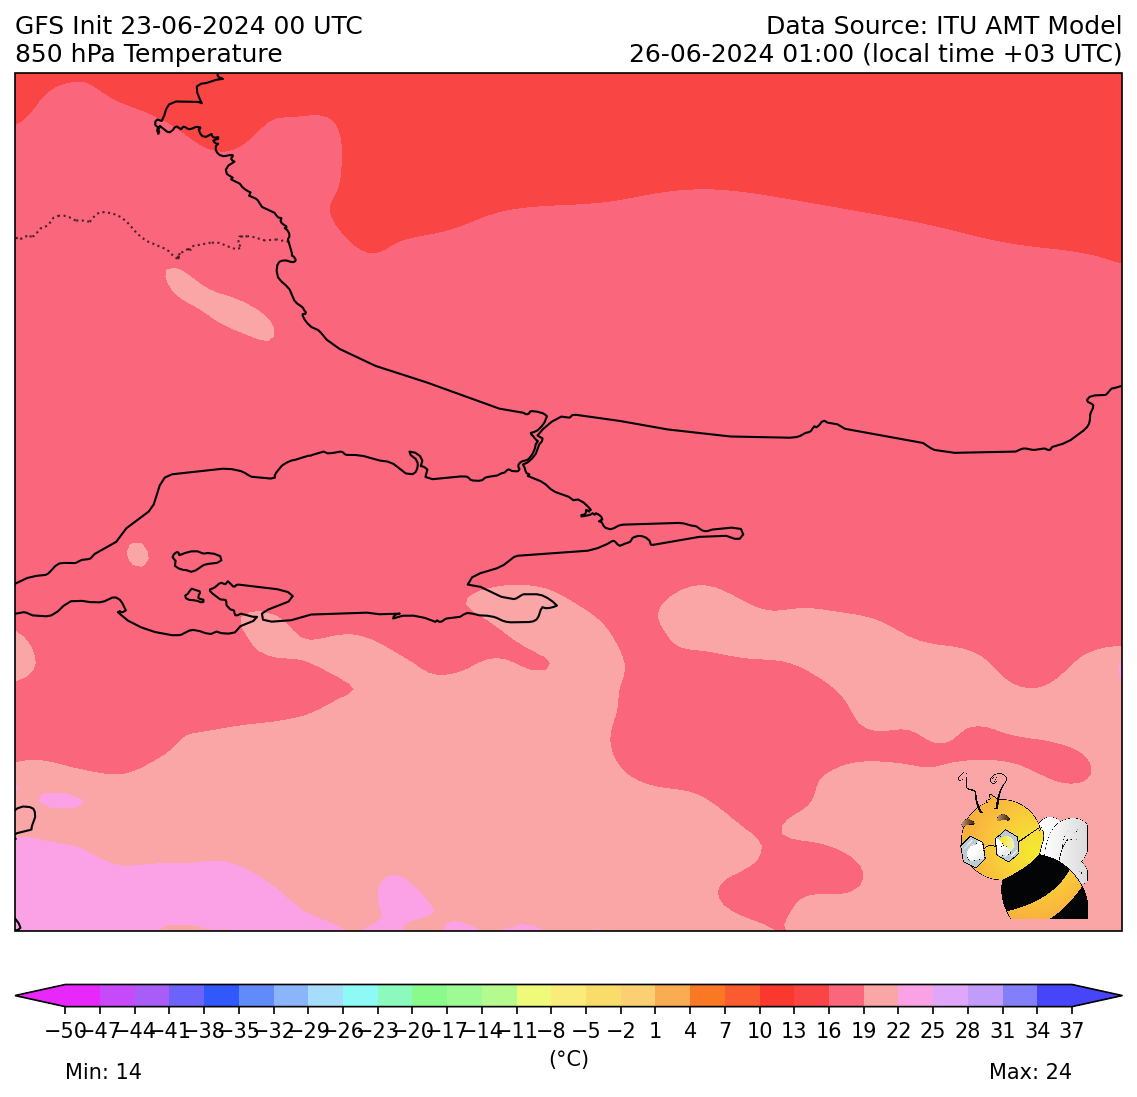 GFS Init 23-06-2024 00 UTC
850 hPa Temperature
Data Source: ITU AMT Model
26-06-2024 01:00 (local time +03 UTC)
−50 −47 −44 −41 −38 −35 −32 −29 −26 −23 −20 −17 −14 −11 −8 −5 −2 1 4 7 10 13 16 19 22 25 28 31 34 37
(°C)
Min: 14
Max: 24